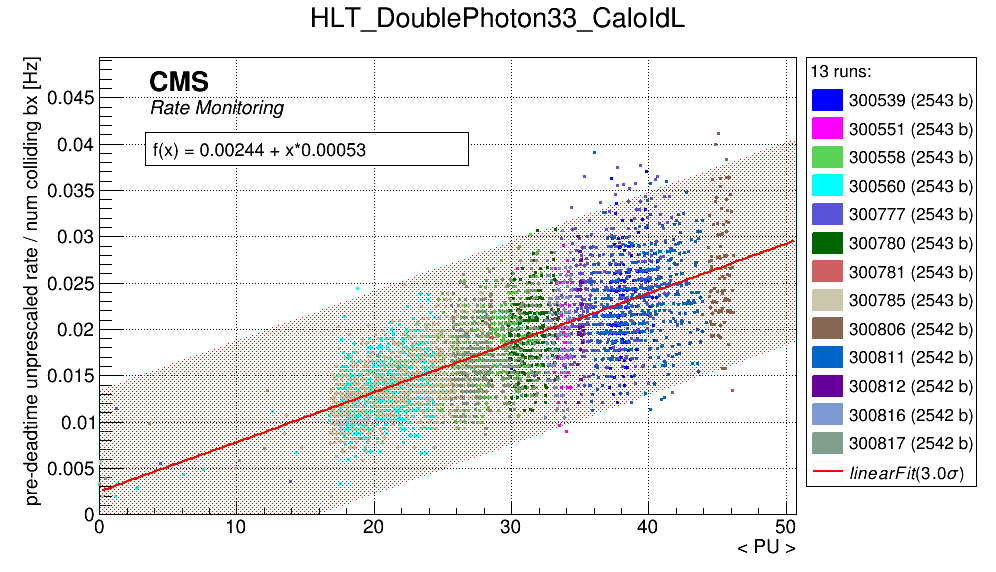 HLT_DoublePhoton33_CaloIdL
pre-deadtime unprescaled rate / num colliding bx [Hz]
CMS
Rate Monitoring
f(x) = 0.00244 + x*0.00053
0.045
0.04
0.035
0.03
0.025
0.02
0.015
0.01
0.005
0
0 10 20 30 40 50
< PU >
13 runs:
300539 (2543 b)
300551 (2543 b)
300558 (2543 b)
300560 (2543 b)
300777 (2543 b)
300780 (2543 b)
300781 (2543 b)
300785 (2543 b)
300806 (2542 b)
300811 (2542 b)
300812 (2542 b)
300816 (2542 b)
300817 (2542 b)
linearFit(3.0σ)